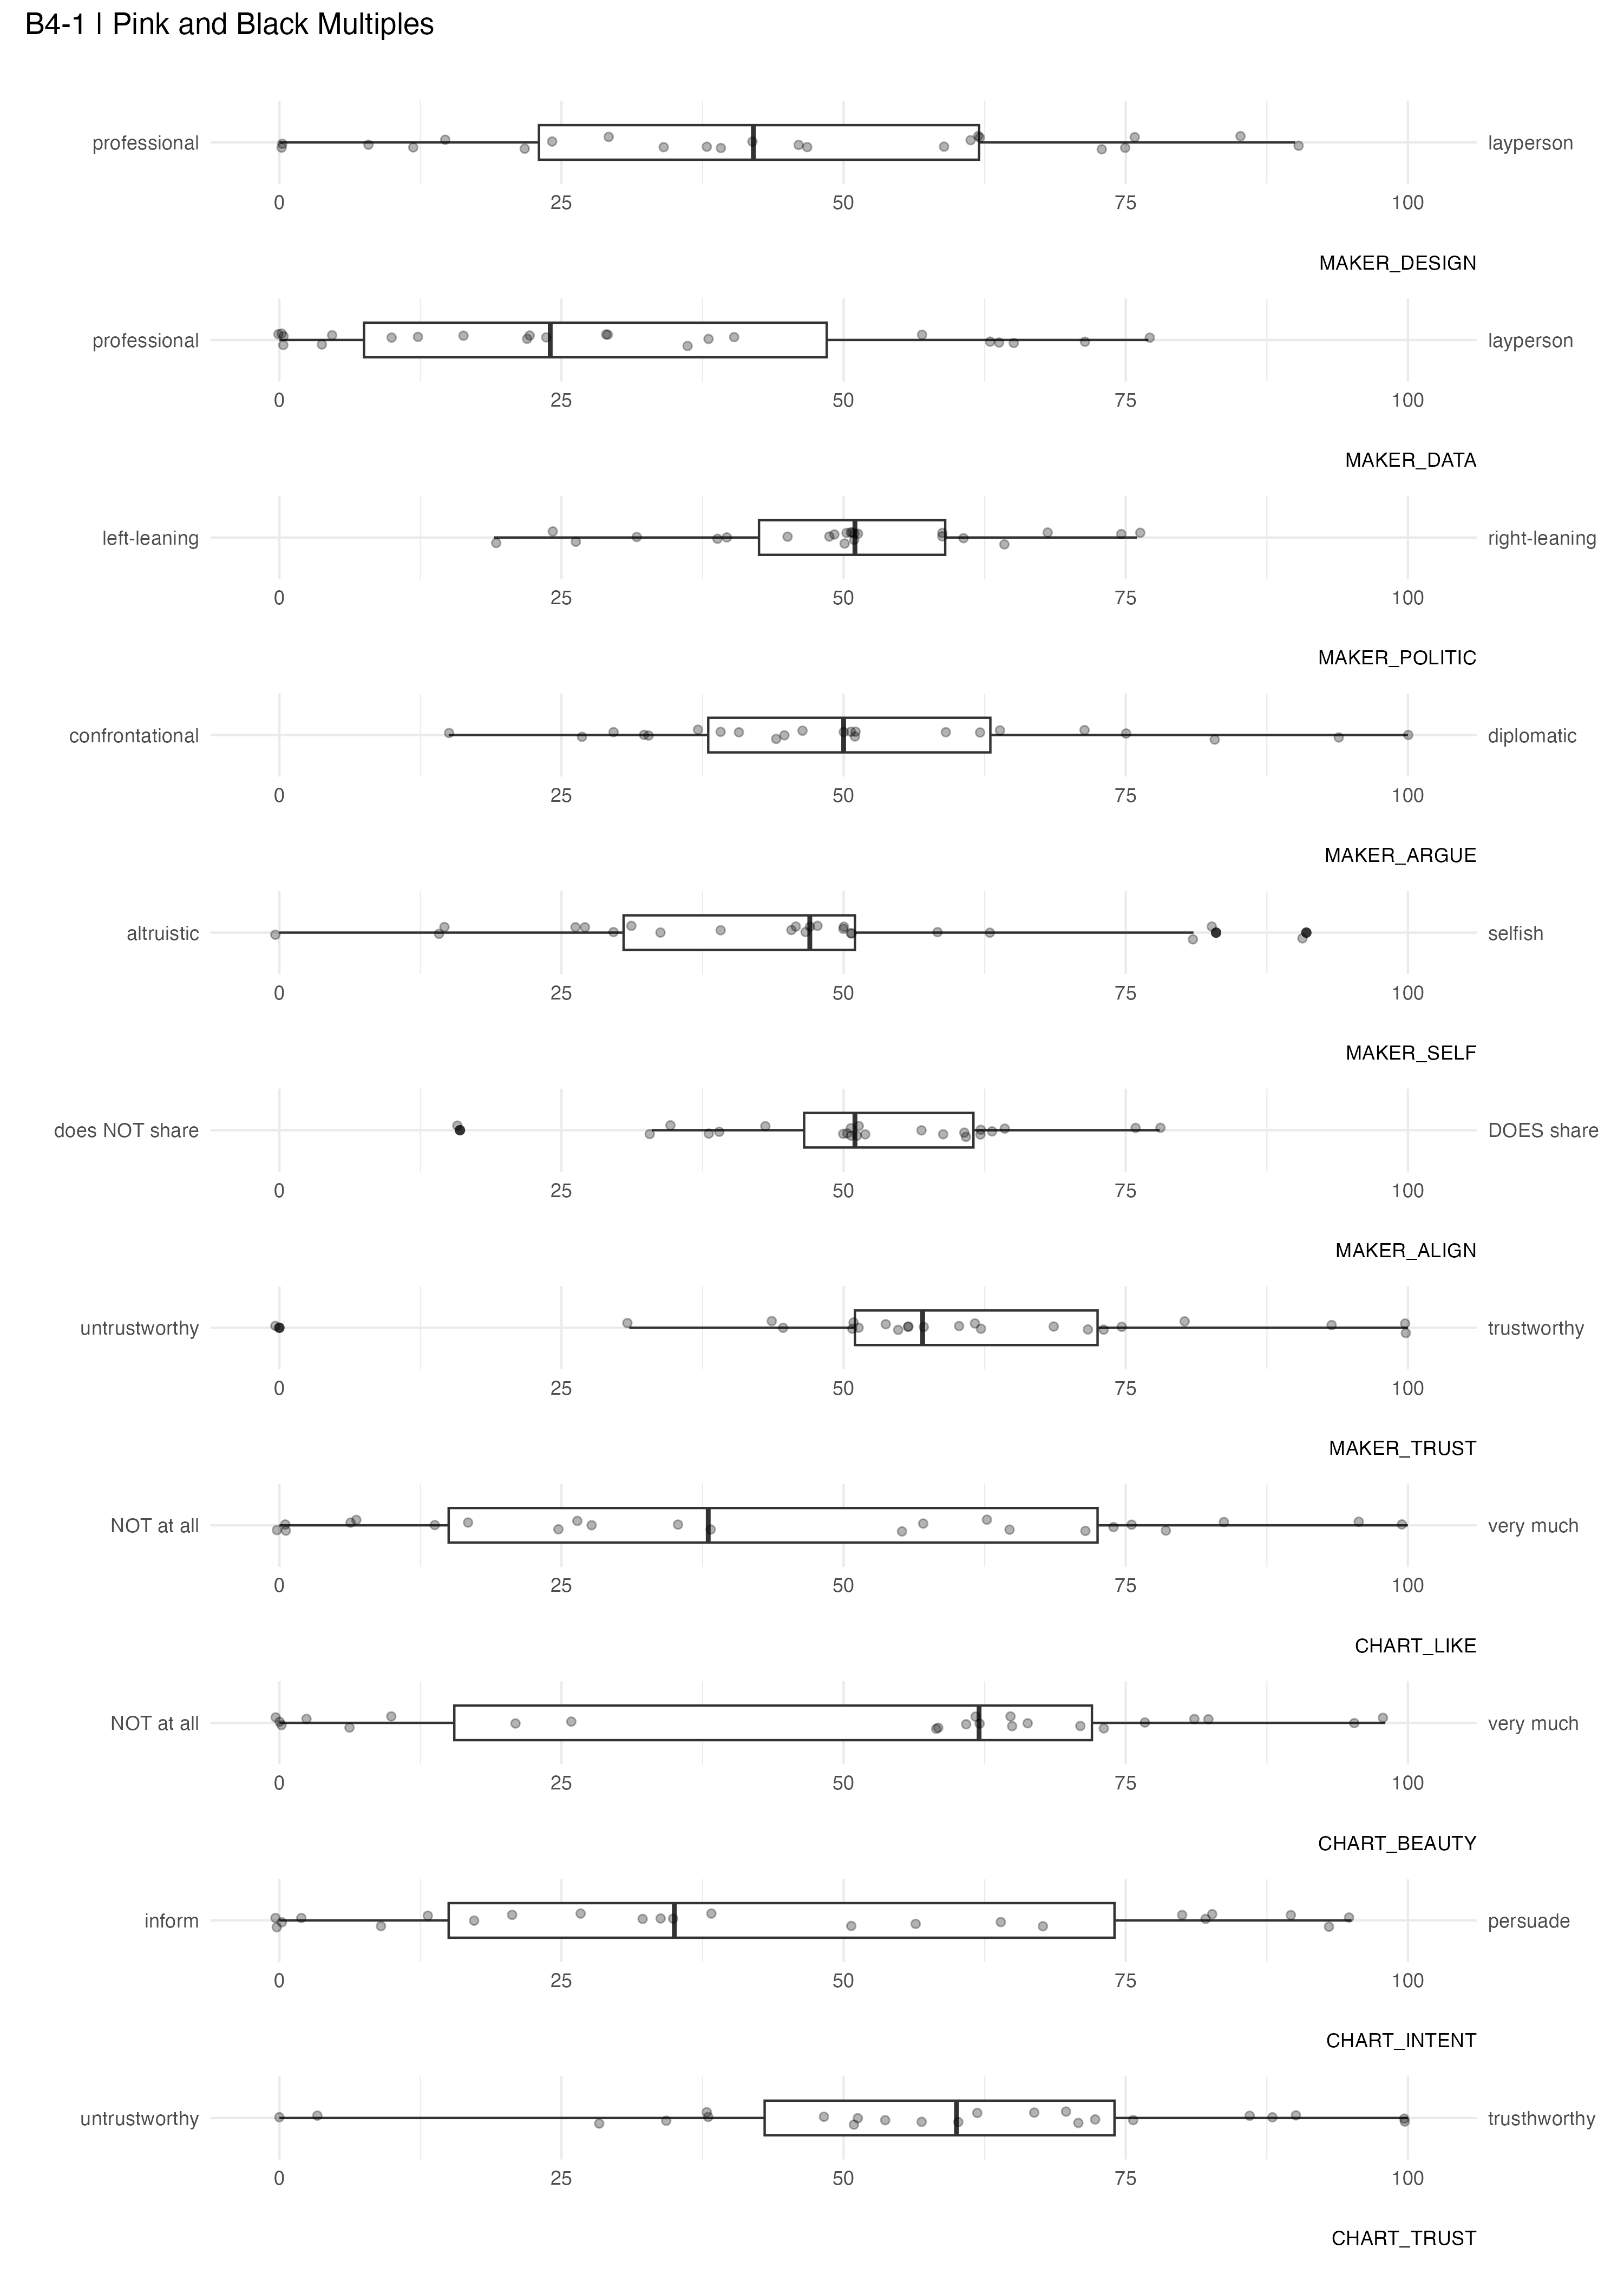 B4-1 | Pink and Black Multiples
professional layperson
0 25 50 75 100
MAKER_DESIGN
professional layperson
0 25 50 75 100
MAKER_DATA
left-leaning right-leaning
0 25 50 75 100
MAKER_POLITIC
confrontational diplomatic
0 25 50 75 100
MAKER_ARGUE
altruistic selfish
0 25 50 75 100
MAKER_SELF
does NOT share DOES share
0 25 50 75 100
MAKER_ALIGN
untrustworthy trustworthy
0 25 50 75 100
MAKER_TRUST
NOT at all very much
0 25 50 75 100
CHART_LIKE
NOT at all very much
0 25 50 75 100
CHART_BEAUTY
inform persuade
0 25 50 75 100
CHART_INTENT
untrustworthy trusthworthy
0 25 50 75 100
CHART_TRUST